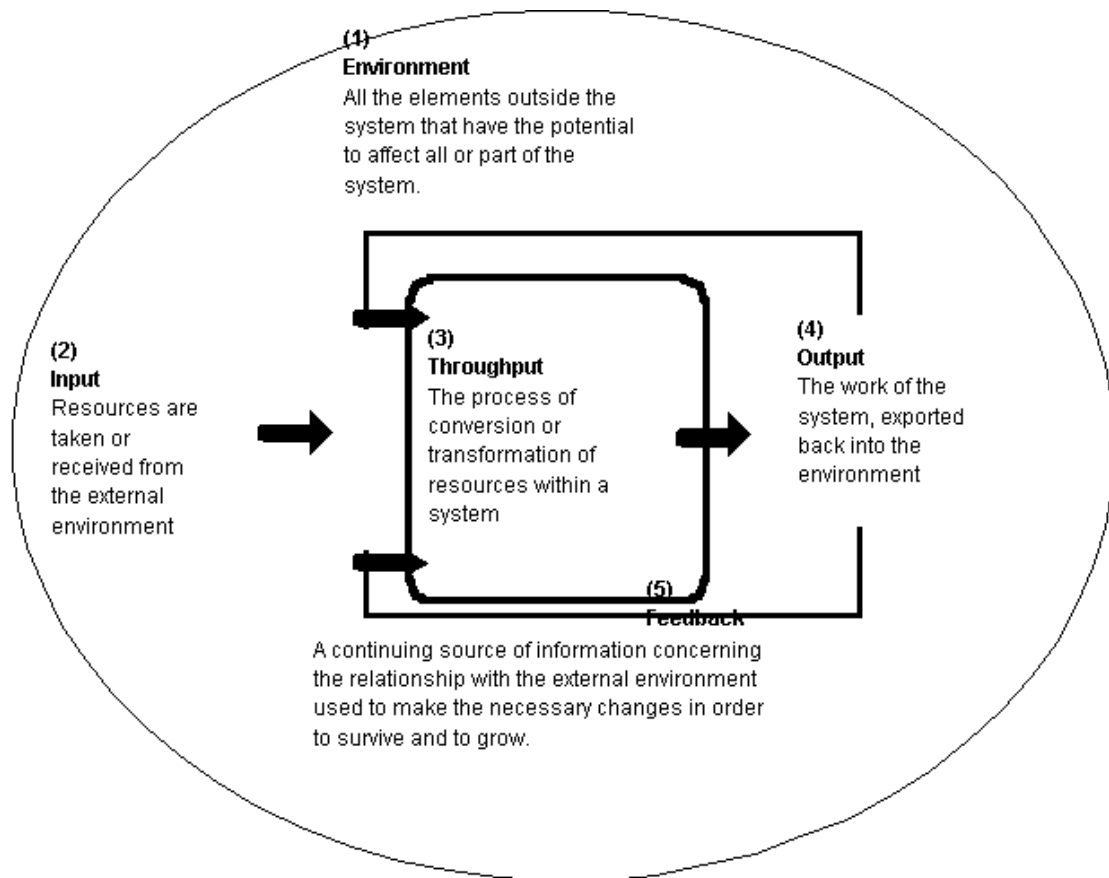 (1)
Environment
All the elements outside the
system that have the potential
to affect all or part of the
system.
(2)
Input
Resources are
taken or
received from
the external
environment
(3)
Throughput
The process of
conversion or
transformation of
resources within a
system
(4)
Output
The work of the
system, exported
back into the
environment
(5)
Feedback
A continuing source of information concerning
the relationship with the external environment
used to make the necessary changes in order
to survive and to grow.